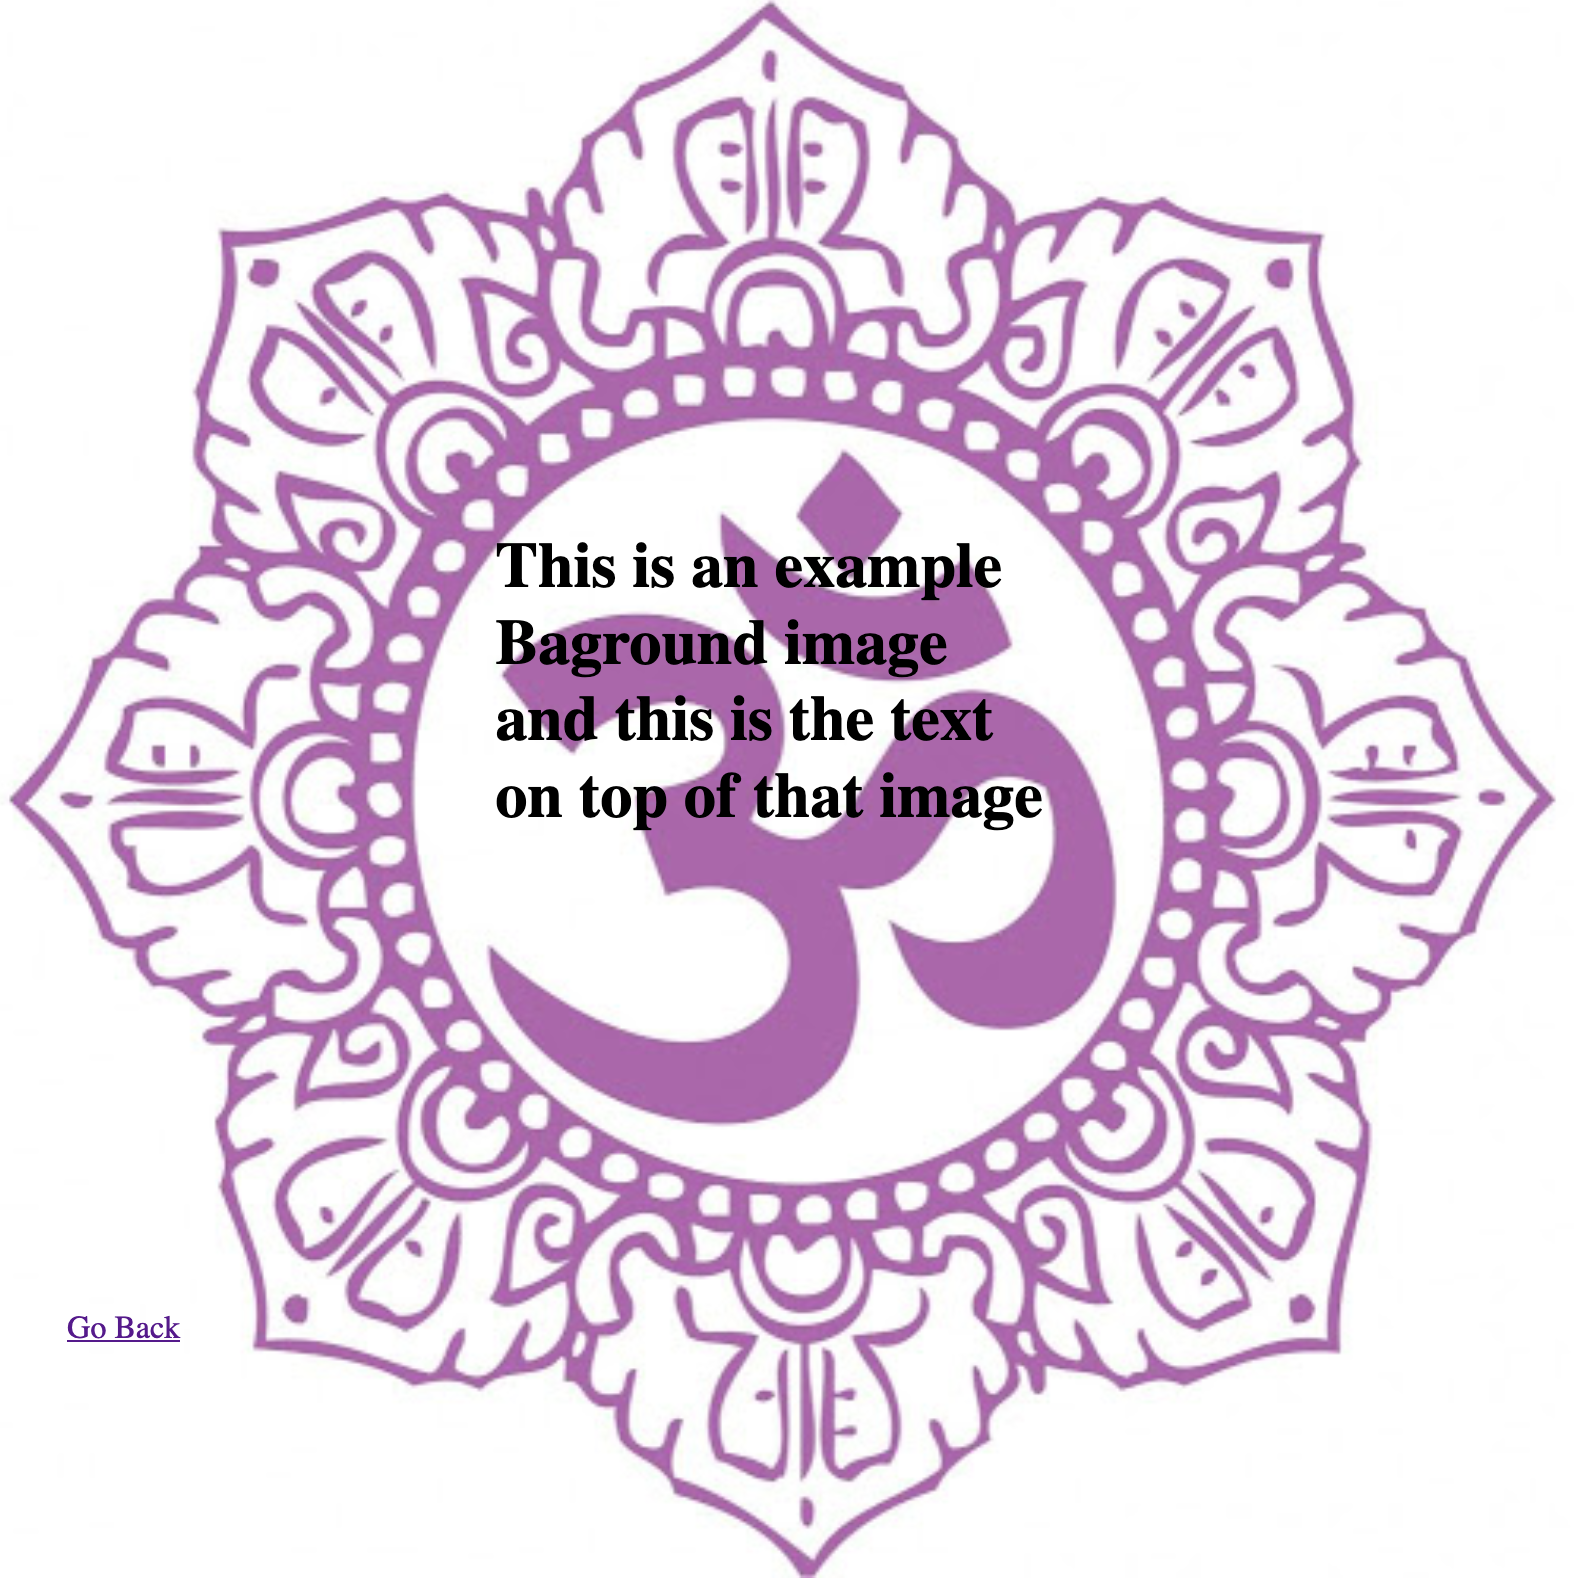 This is an example
Baground image
and this is the text
on top of that image
ॐ
Go Back